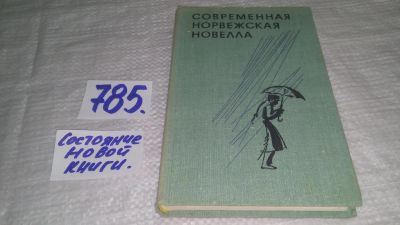 СОВРЕМЕННАЯ
НОРВЕЖСКАЯ
НОВЕЛЛА
785.
Состояние
новой
книги.